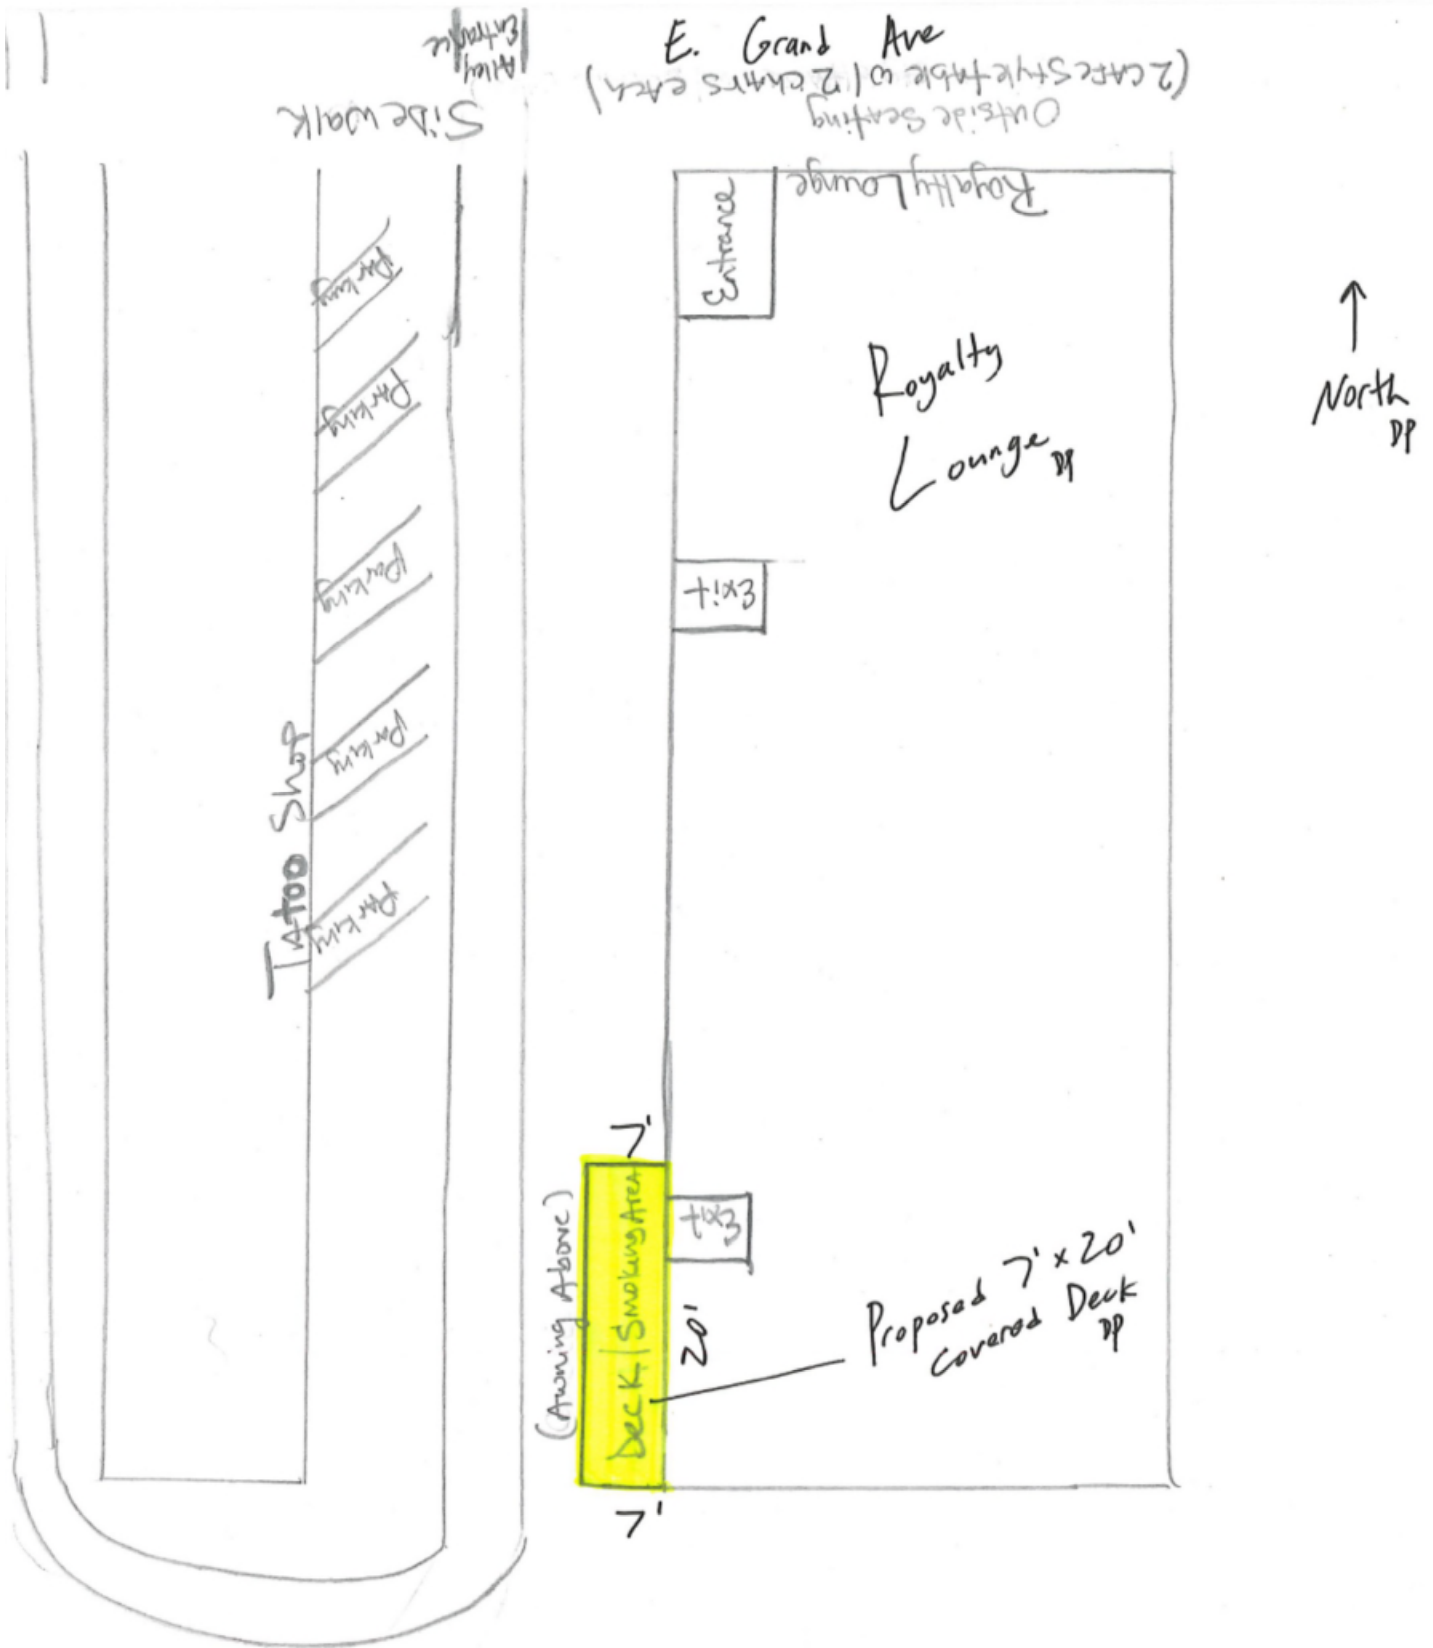 E. Grand Ave
(2 CAFE Style table w/ 2 chairs each)
Outside Seating
Royalty Lounge
Alley
Entrance
Sidewalk
Entrance
Royalty
Lounge DP
↑
North
DP
Parking
Parking
Parking
Parking
Parking
TATOO Shop
Exit
Exit
7'
(Awning Above)
Deck / Smoking Area
20'
7'
Proposed 7' x 20'
Covered Deck
DP